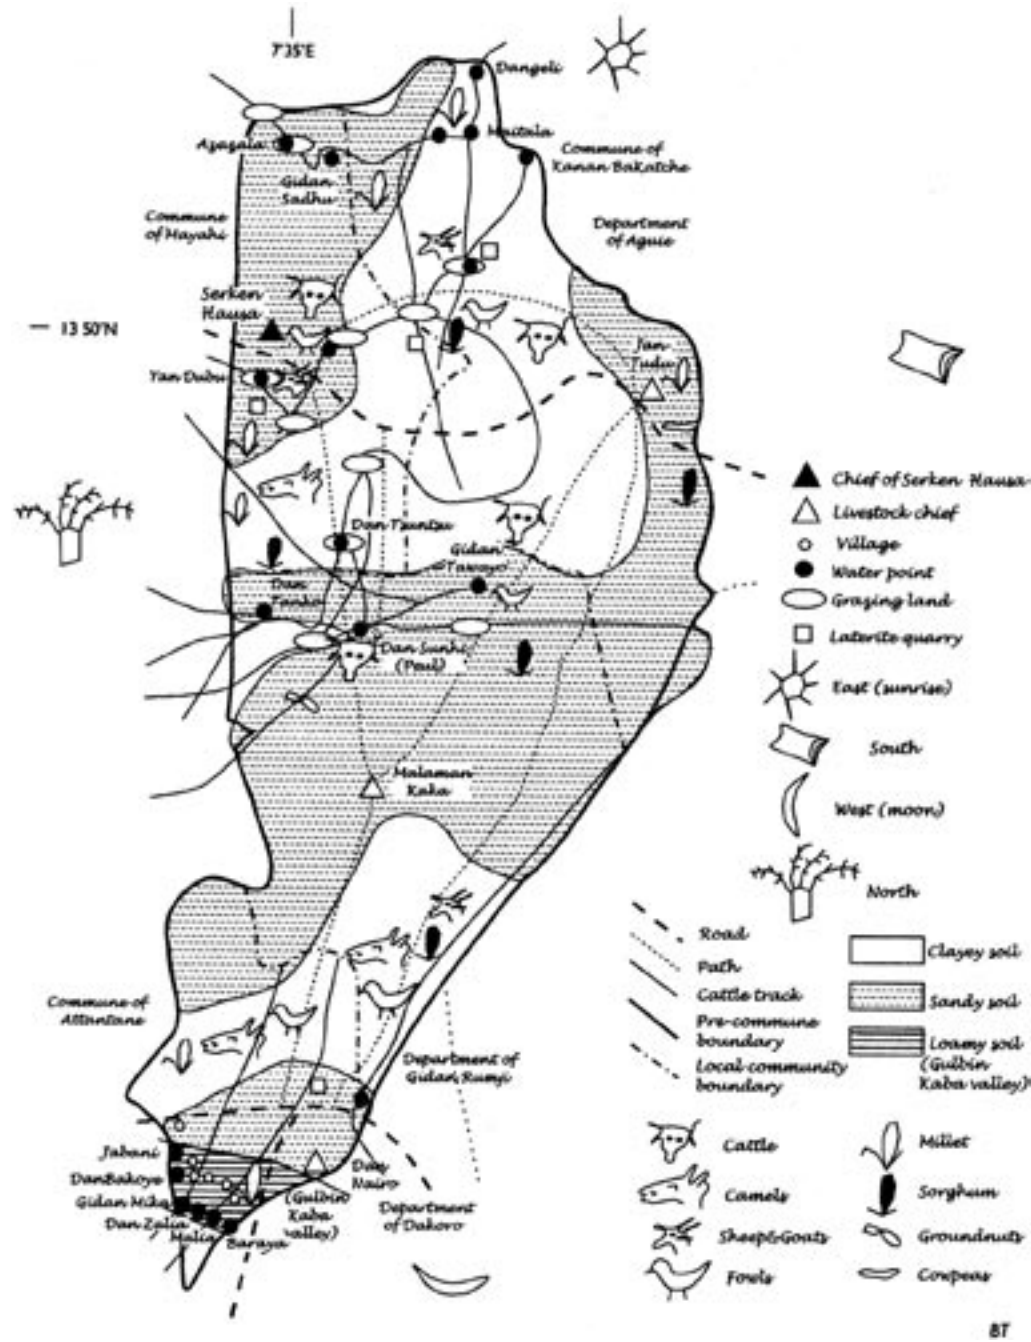 7°35'E
Dangeli
Maitala
Azazala
Commune of
Kanan Bakatche
Gidan
Sadhu
Commune
of Mayahi
Department
of Aguie
Serken
Hausa
13 50'N
Jan
Tudu
Yan Dubu
Dan Tsuntsu
Gidan
Tawayo
Dan
Tanko
Dan Sunhi
(Peul)
Malaman
Kaka
Commune of
Attantane
Department of
Gidan Rumji
Jabani
DanBakoye
Gidan Mika
Dan Zalia
Malia
Baraya
(Gulbin
Kaba
valley)
Dan
Nairo
Department
of Dakoro
Chief of Serken Hausa
Livestock chief
Village
Water point
Grazing land
Laterite quarry
East (sunrise)
South
West (moon)
North
Road
Path
Cattle track
Pre-commune
boundary
Local community
boundary
Clayey soil
Sandy soil
Loamy soil
(Gulbin
Kaba valley)
Cattle
Camels
Sheep&Goats
Fowls
Millet
Sorghum
Groundnuts
Cowpeas
BT